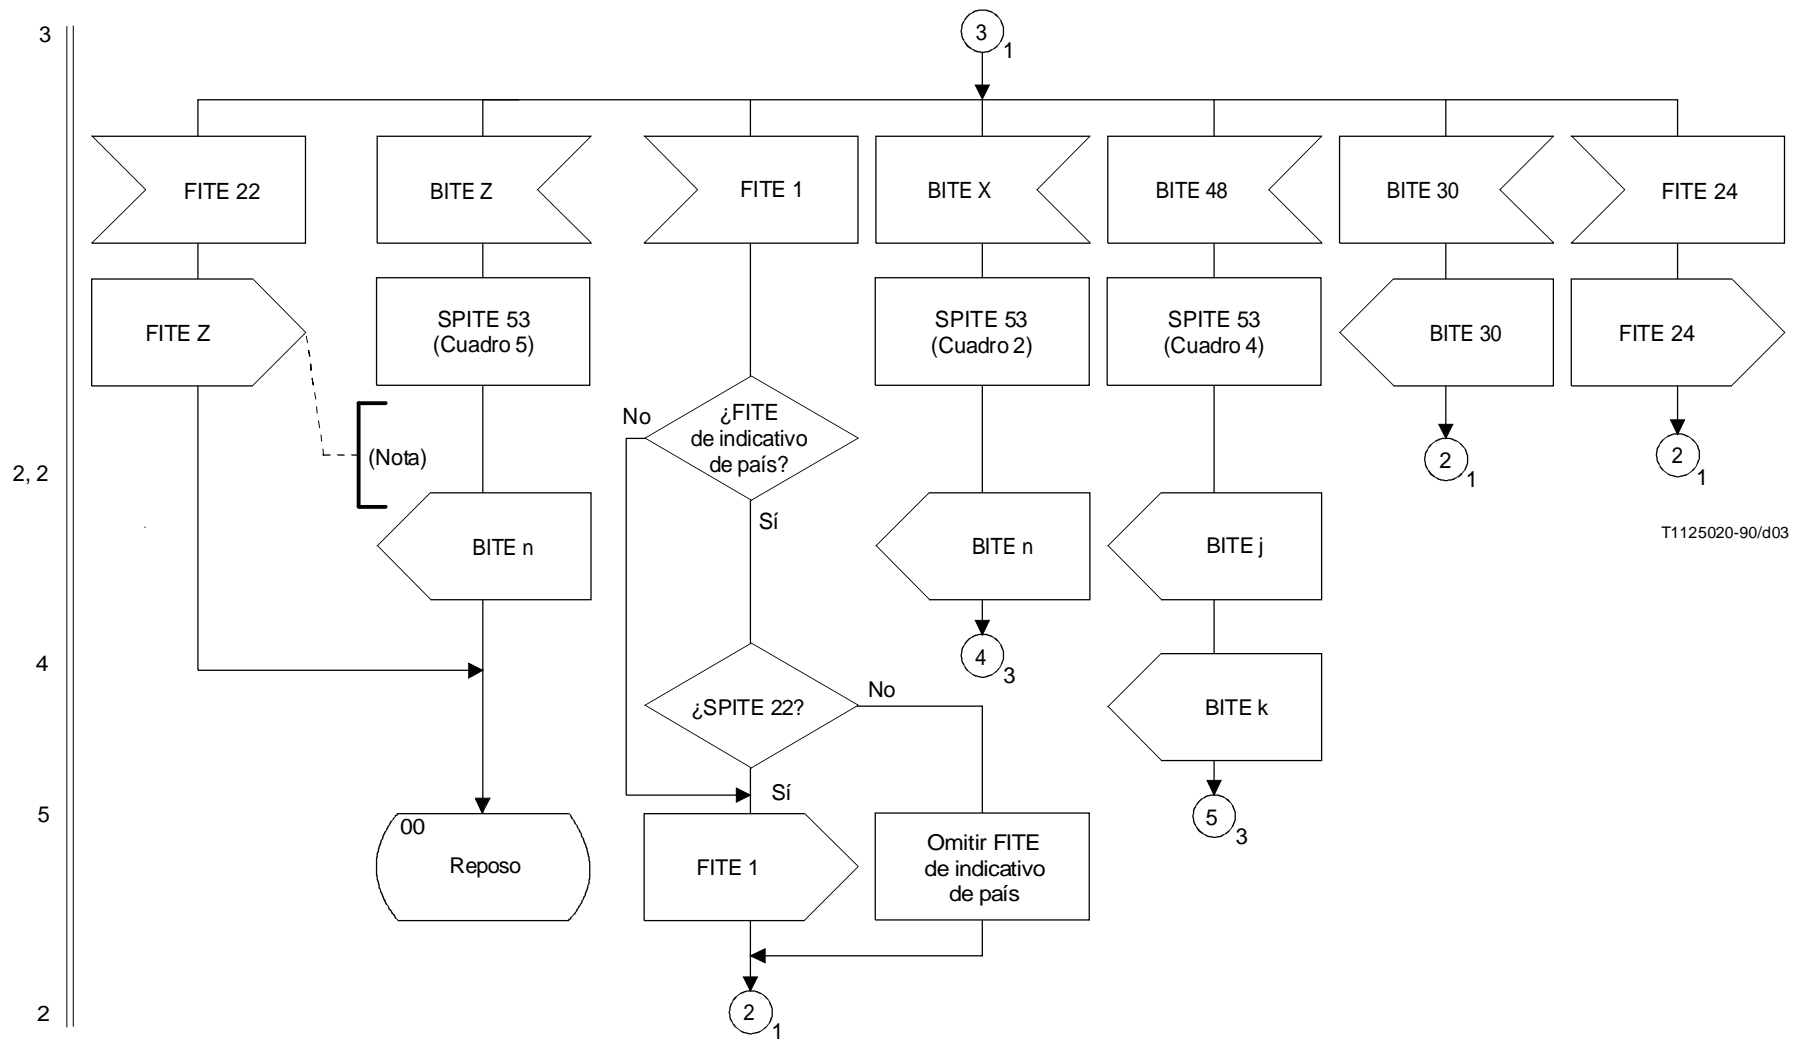 3
3
1
FITE 22
BITE Z
FITE 1
BITE X
BITE 48
BITE 30
FITE 24
FITE Z
SPITE 53
(Cuadro 5)
SPITE 53
(Cuadro 2)
SPITE 53
(Cuadro 4)
BITE 30
FITE 24
No
¿FITE
de indicativo
de país?
(Nota)
2
1
2
1
2, 2
Sí
T1125020-90/d03
BITE n
BITE n
BITE j
4
4
3
No
¿SPITE 22?
BITE k
Sí
5
00
Reposo
FITE 1
Omitir FITE
de indicativo
de país
5
3
2
2
1